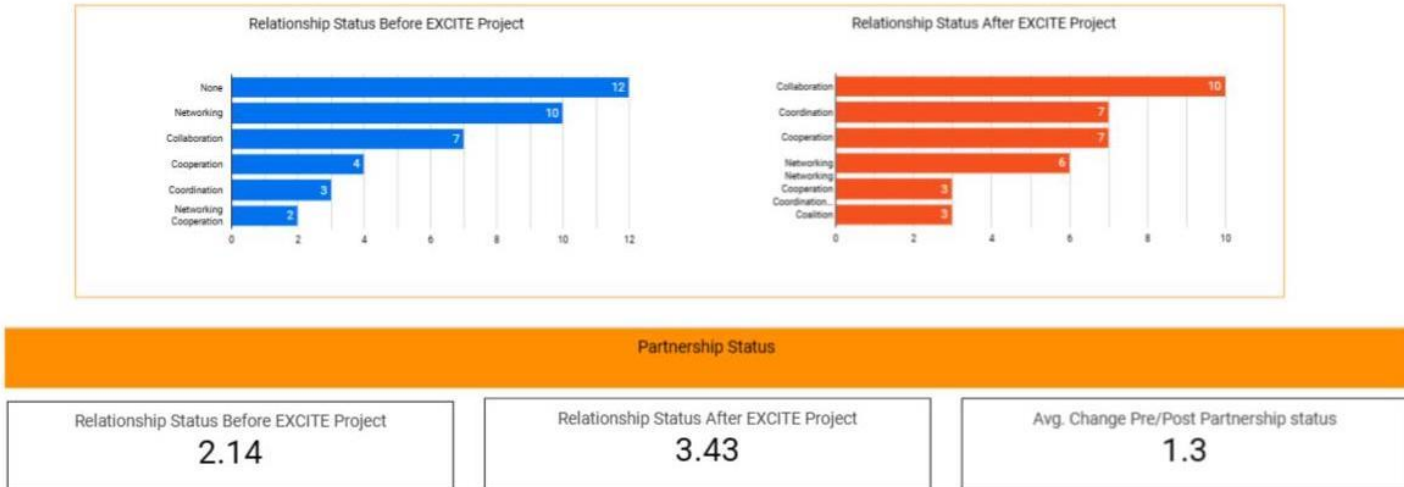 Relationship Status Before EXCITE Project
None
12
Networking
10
Collaboration
7
Cooperation
4
Coordination
3
Networking
Cooperation
2
0 2 4 6 8 10 12
Relationship Status After EXCITE Project
Collaboration
10
Coordination
7
Cooperation
7
Networking
6
Networking
Cooperation
3
Coordination...
Coalition
3
0 2 4 6 8 10
Partnership Status
Relationship Status Before EXCITE Project
2.14
Relationship Status After EXCITE Project
3.43
Avg. Change Pre/Post Partnership status
1.3